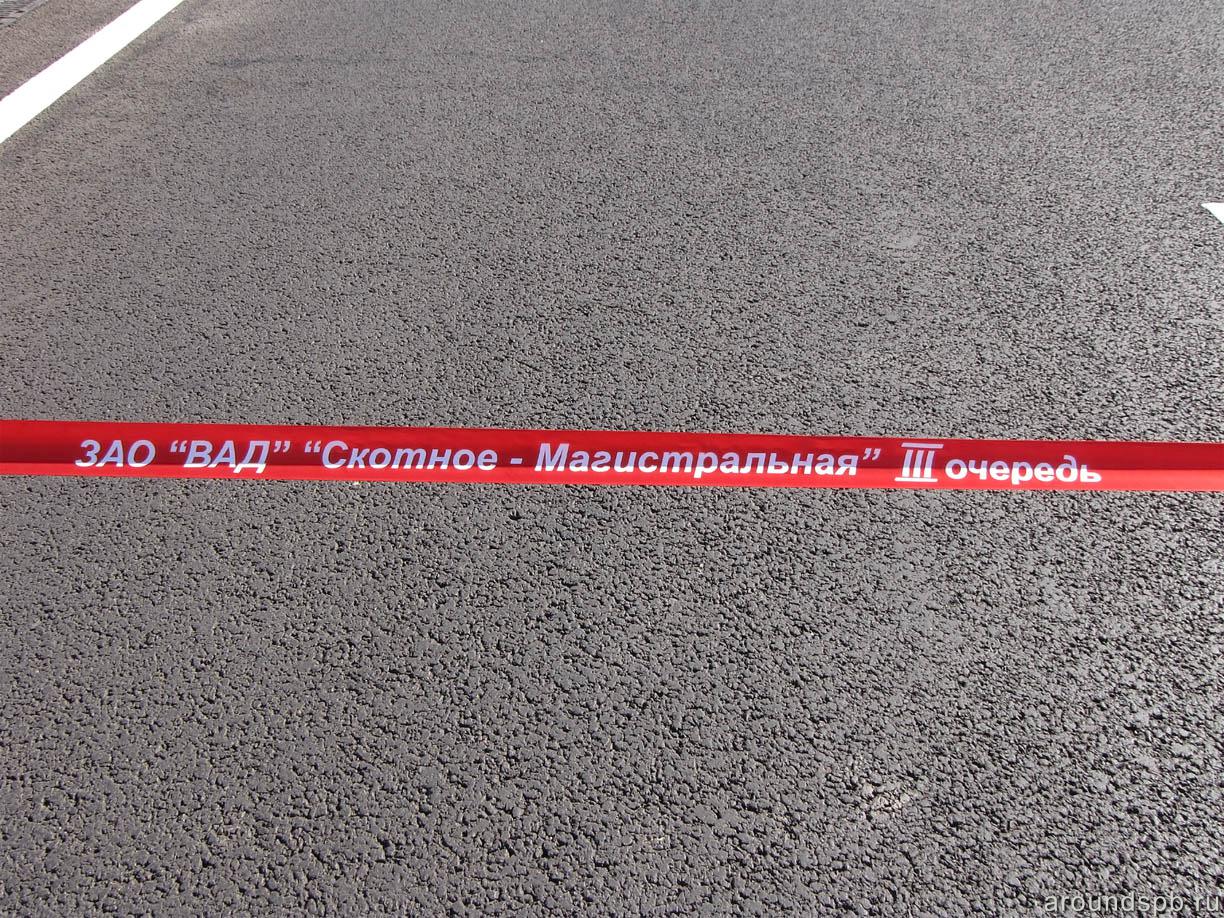 ЗАО “ВАД” “Скотное - Магистральная” III очередь
aroundspb.ru